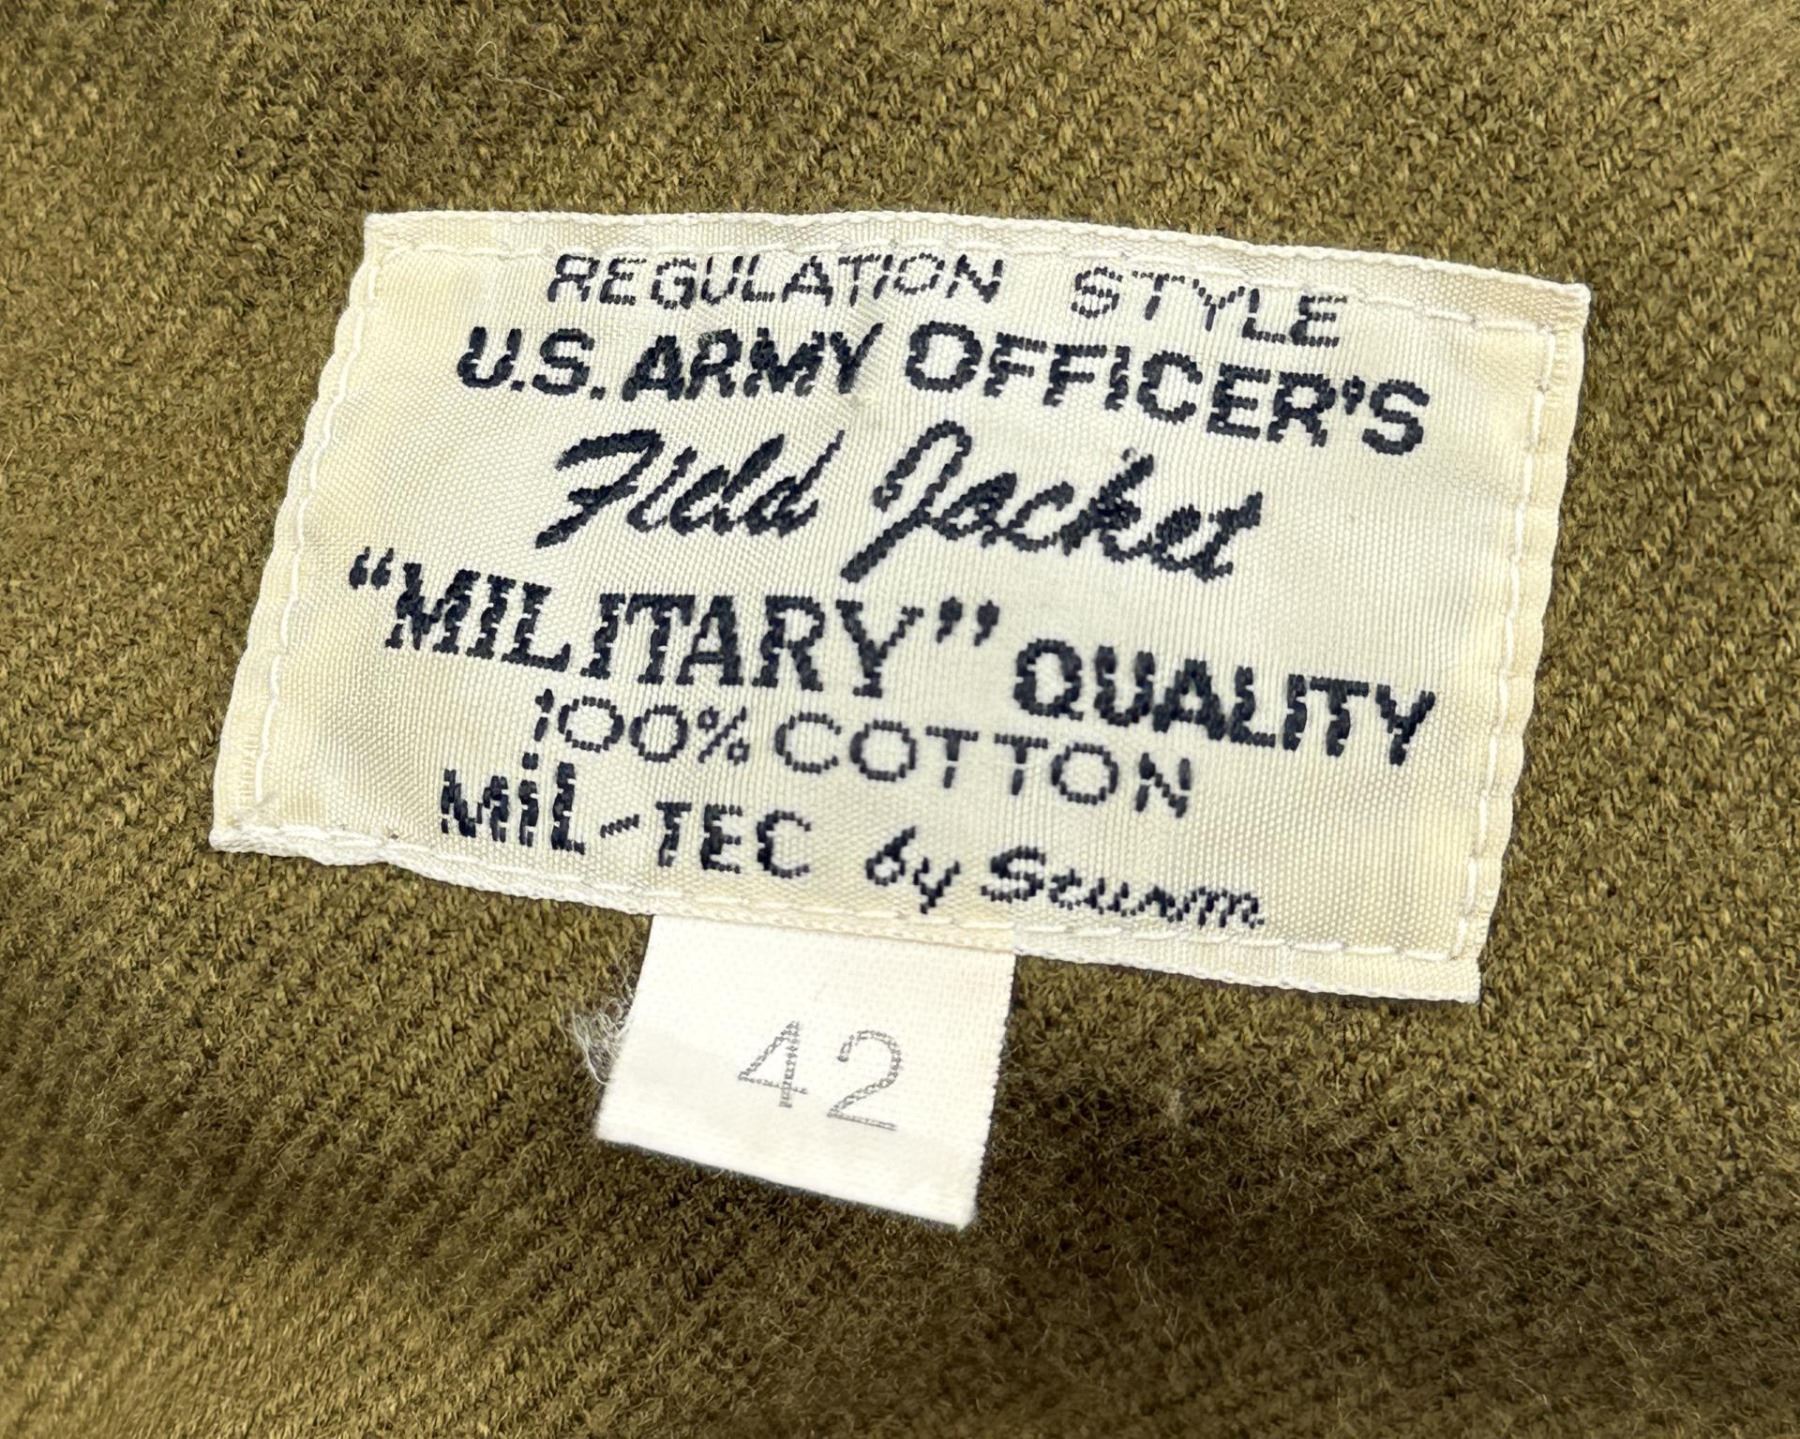 REGULATION STYLE
U.S. ARMY OFFICER'S
Field Jacket
“MILITARY” QUALITY
100% COTTON
MIL-TEC by Sturm
42